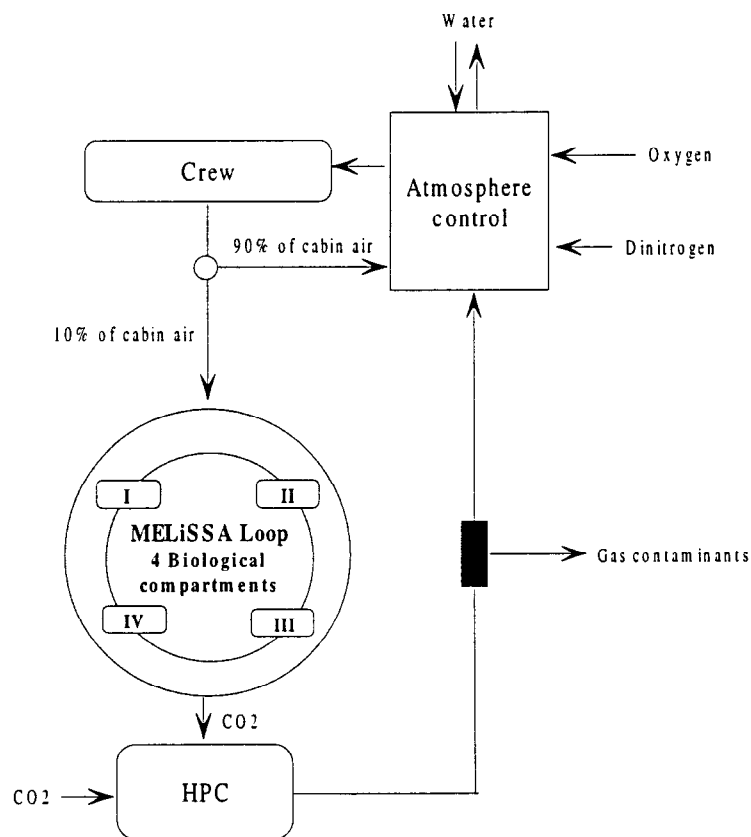 Water
Crew
Atmosphere
control
Oxygen
Dinitrogen
90% of cabin air
10% of cabin air
I
II
MELiSSA Loop
4 Biological
compartments
IV
III
Gas contaminants
CO2
CO2
HPC